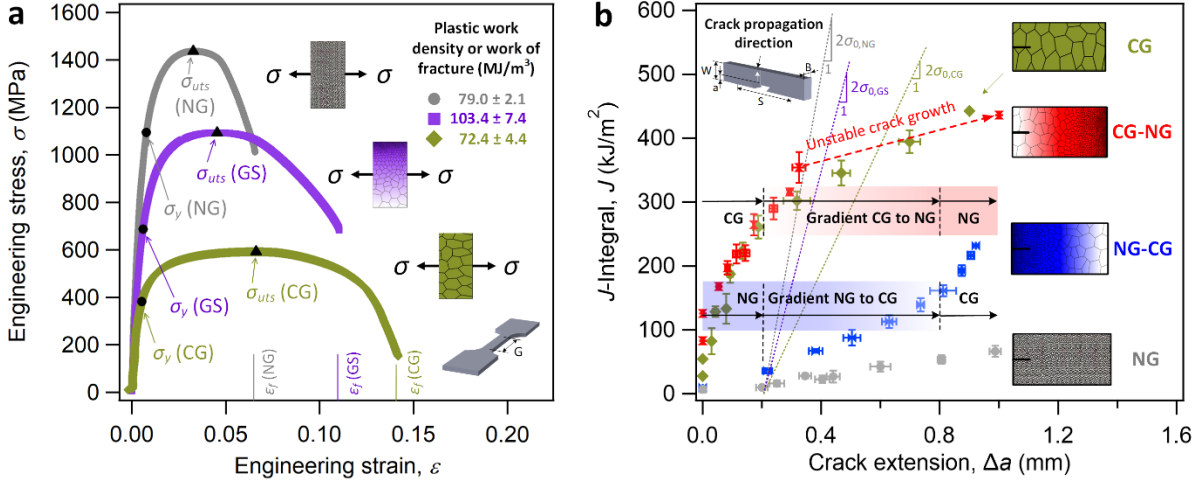 a
Engineering stress, σ (MPa)
1600
1400
1200
1000
800
600
400
200
0
0.00
0.05
0.10
0.15
0.20
Engineering strain, ε
σuts
(NG)
σy (NG)
σuts (GS)
σy (GS)
σuts (CG)
σy (CG)
σ σ
σ σ
σ σ
Plastic work
density or work of
fracture (MJ/m³)
79.0 ± 2.1
103.4 ± 7.4
72.4 ± 4.4
εf (NG)
εf (GS)
εf (CG)
G
b
J-Integral, J (kJ/m²)
600
500
400
300
200
100
0
0.0
0.4
0.8
1.2
1.6
Crack extension, Δa (mm)
Crack propagation
direction
W
a
S
B
2σ0,NG
1
2σ0,GS
1
2σ0,CG
1
Unstable crack growth
CG
Gradient CG to NG
NG
NG
Gradient NG to CG
CG
CG
CG-NG
NG-CG
NG